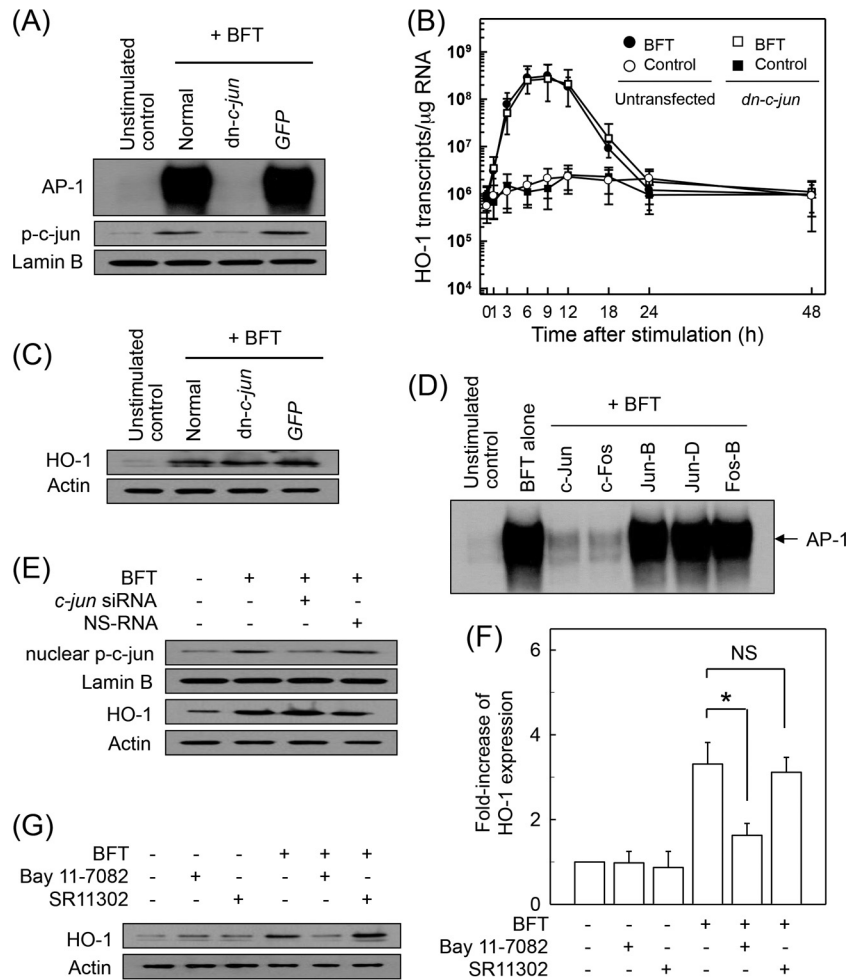 (A)
+ BFT
Unstimulated control
Normal
dn-c-jun
GFP
AP-1
p-c-jun
Lamin B
(B)
HO-1 transcripts/μg RNA
10⁹
10⁸
10⁷
10⁶
10⁵
10⁴
BFT
Control
Untransfected
BFT
Control
dn-c-jun
0 1 3 6 9 12 18 24 48
Time after stimulation (h)
(C)
+ BFT
Unstimulated control
Normal
dn-c-jun
GFP
HO-1
Actin
(D)
+ BFT
Unstimulated control
BFT alone
c-Jun
c-Fos
Jun-B
Jun-D
Fos-B
AP-1
(E)
BFT - + + +
c-jun siRNA - - + -
NS-RNA - - - +
nuclear p-c-jun
Lamin B
HO-1
Actin
(F)
Fold-increase of
HO-1 expression
6
4
2
0
NS
*
BFT - - - + + +
Bay 11-7082 - + - - + -
SR11302 - - + - - +
(G)
BFT - - - + + +
Bay 11-7082 - + - - + -
SR11302 - - + - - +
HO-1
Actin